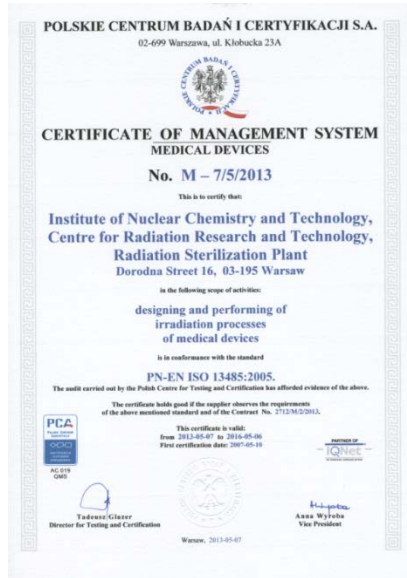 POLSKIE CENTRUM BADAŃ I CERTYFIKACJI S.A.
02-699 Warszawa, ul. Kłobucka 23A
POLSKIE CENTRUM BADAŃ I CERTYFIKACJI
CERTIFICATE OF MANAGEMENT SYSTEM
MEDICAL DEVICES
No. M – 7/5/2013
This is to certify that:
Institute of Nuclear Chemistry and Technology,
Centre for Radiation Research and Technology,
Radiation Sterilization Plant
Dorodna Street 16, 03-195 Warsaw
in the following scope of activities:
designing and performing of
irradiation processes
of medical devices
is in conformance with the standard
PN-EN ISO 13485:2005.
The audit carried out by the Polish Centre for Testing and Certification has afforded evidence of the above.
The certificate holds good if the supplier observes the requirements
of the above mentioned standard and of the Contract No. 2712/M/2/2013.
This certificate is valid:
from 2013-05-07 to 2016-05-06
First certification date: 2007-05-10
PCA
AC 019
QMS
PARTNER OF
IQNet
Tadeusz Glazer
Director for Testing and Certification
Anna Wyroba
Vice President
Warsaw, 2013-05-07